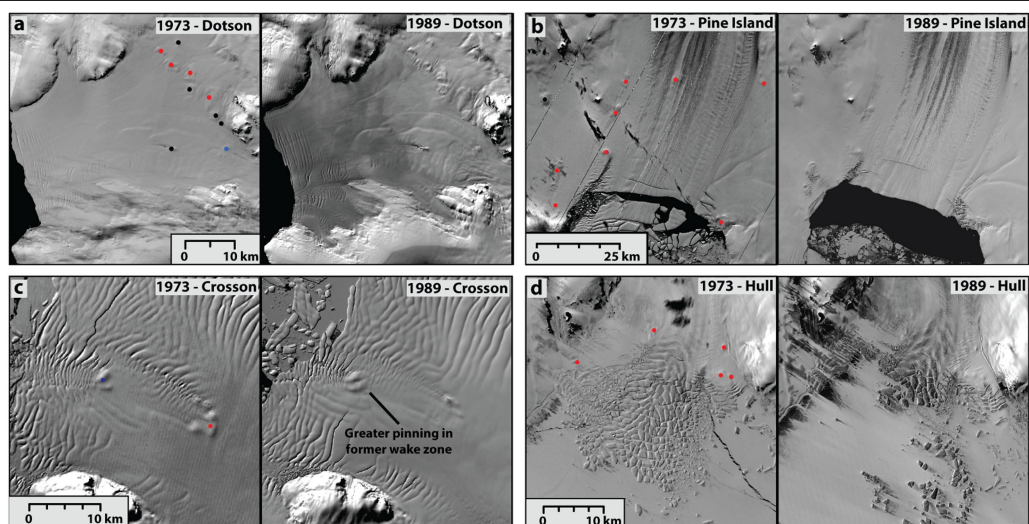 a
1973 - Dotson
1989 - Dotson
0
10 km
b
1973 - Pine Island
1989 - Pine Island
0
25 km
c
1973 - Crosson
1989 - Crosson
Greater pinning in
former wake zone
0
10 km
d
1973 - Hull
1989 - Hull
0
10 km